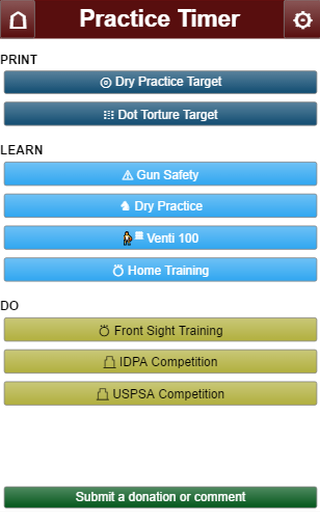 Practice Timer
PRINT
Dry Practice Target
Dot Torture Target
LEARN
Gun Safety
Dry Practice
Venti 100
Home Training
DO
Front Sight Training
IDPA Competition
USPSA Competition
Submit a donation or comment